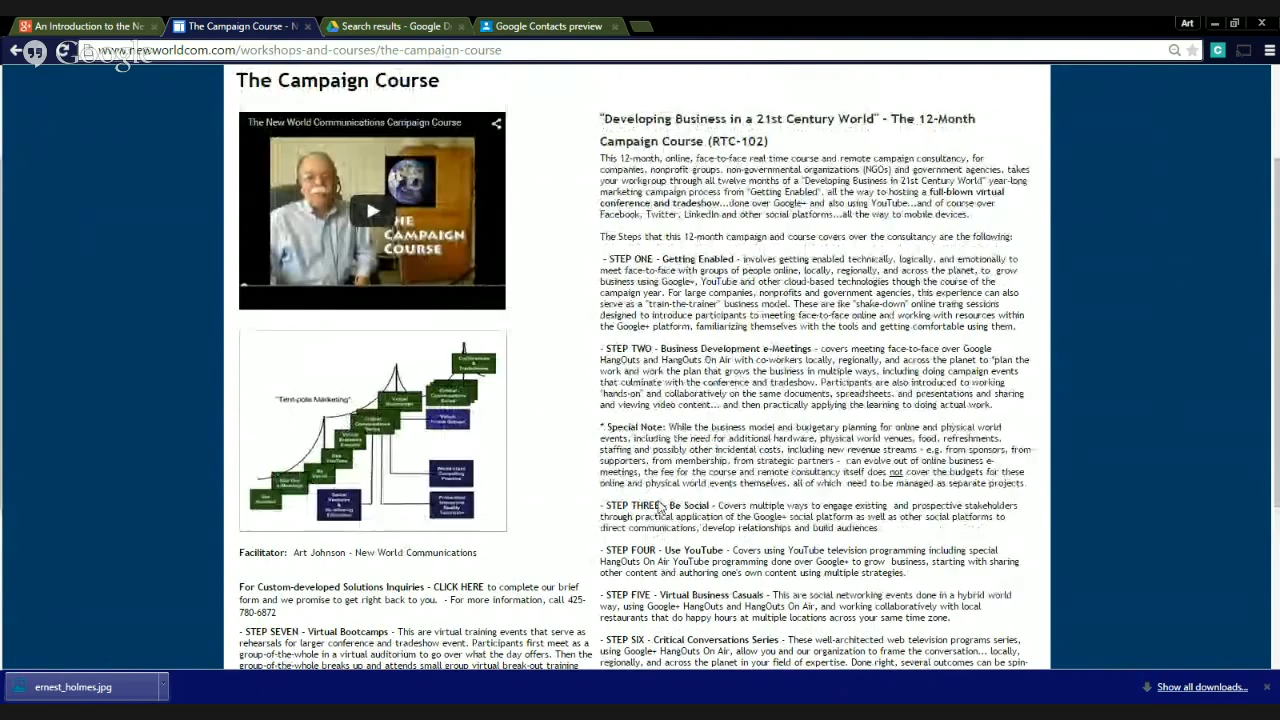 An Introduction to the Ne
The Campaign Course - N
Search results - Google D
Google Contacts preview
Art
www.newworldcom.com/workshops-and-courses/the-campaign-course
Google
The Campaign Course
The New World Communications Campaign Course
THE
CAMPAIGN
COURSE
"Tent-pole Marketing"
Facilitator: Art Johnson - New World Communications
For Custom-developed Solutions Inquiries - CLICK HERE to complete our brief
form and we promise to get right back to you. - For more information, call 425-
780-6872
- STEP SEVEN - Virtual Bootcamps - This are virtual training events that serve as
rehearsals for larger conference and tradeshow event. Participants first meet as a
group-of-the-whole in a virtual auditorium to go over what the day offers. Then the
group-of-the-whole breaks up and attends small group virtual break-out training
"Developing Business in a 21st Century World" - The 12-Month
Campaign Course (RTC-102)
This 12-month, online, face-to-face real time course and remote campaign consultancy, for
companies, nonprofit groups, non-governmental organizations (NGOs) and government agencies, takes
your workgroup through all twelve months of a "Developing Business in 21st Century World" year-long
marketing campaign process from "Getting Enabled", all the way to hosting a full-blown virtual
conference and tradeshow...done over Google+ and also using YouTube...and of course over
Facebook, Twitter, LinkedIn and other social platforms...all the way to mobile devices.
The Steps that this 12-month campaign and course covers over the consultancy are the following:
- STEP ONE - Getting Enabled - involves getting enabled technically, logically, and emotionally to
meet face-to-face with groups of people online, locally, regionally, and across the planet, to grow
business using Google+, YouTube and other cloud-based technologies though the course of the
campaign year. For large companies, nonprofits and government agencies, this experience can also
serve as a "train-the-trainer" business model. These are like "shake-down" online traing sessions
designed to introduce participants to meeting face-to-face online and working with resources within
the Google+ platform, familiarizing themselves with the tools and getting comfortable using them.
- STEP TWO - Business Development e-Meetings - covers meeting face-to-face over Google
HangOuts and HangOuts On Air with co-workers locally, regionally, and across the planet to "plan the
work and work the plan that grows the business in multiple ways, including doing campaign events
that culminate with the conference and tradeshow. Participants are also introduced to working
"hands-on" and collaboratively on the same documents, spreadsheets, and presentations and sharing
and viewing video content... and then practically applying the learning to doing actual work.
* Special Note: While the business model and budgetary planning for online and physical world
events, including the need for additional hardware, physical world venues, food, refreshments,
staffing and possibly other incidental costs, including new revenue streams - e.g. from sponsors, from
supporters, from membership, from strategic partners - can evolve out of online business e-
meetings, the fee for the course and remote consultancy itself does not cover the budgets for these
online and physical world events themselves, all of which need to be managed as separate projects.
- STEP THREE - Be Social - Covers multiple ways to engage existing and prospective stakeholders
through practical application of the Google+ social platform as well as other social platforms to
direct communications, develop relationships and build audiences
- STEP FOUR - Use YouTube - Covers using YouTube television programming including special
HangOuts On Air YouTube programming done over Google+ to grow business, starting with sharing
other content and authoring one's own content using multiple strategies.
- STEP FIVE - Virtual Business Casuals - This are social networking events done in a hybrid world
way, using Google+ HangOuts and HangOuts On Air, and working collaboratively with local
restaurants that do happy hours at multiple locations across your same time zone.
- STEP SIX - Critical Conversations Series - These well-architected web television programs series,
using Google+ HangOuts On Air, allow you and our organization to frame the conversation... locally,
regionally, and across the planet in your field of expertise. Done right, several outcomes can be spin-
ernest_holmes.jpg
Show all downloads...